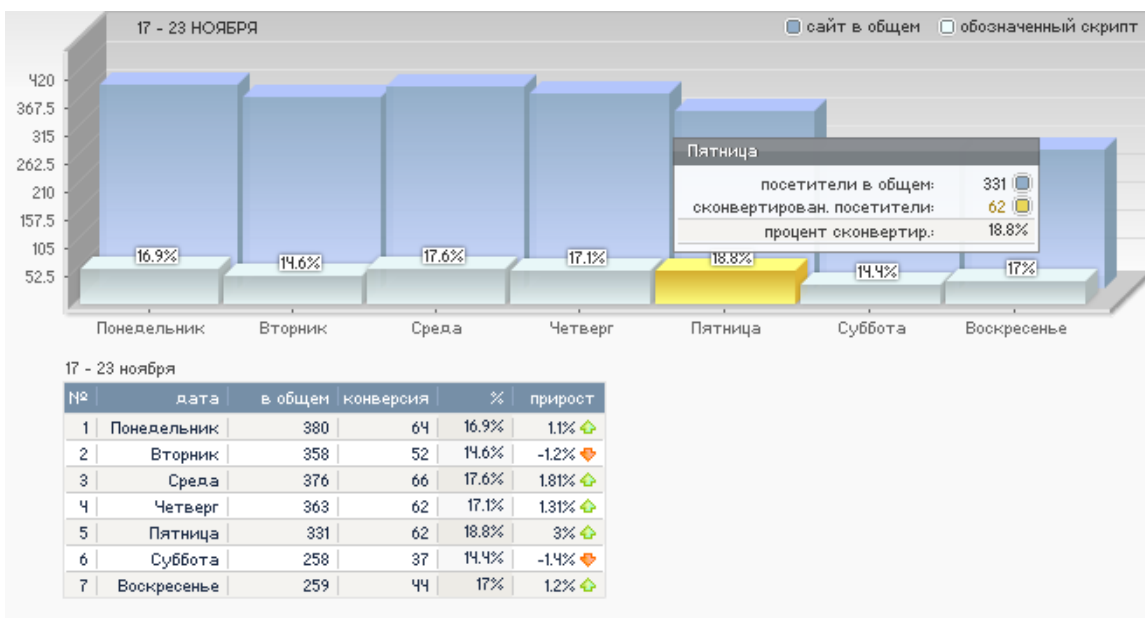 17 - 23 НОЯБРЯ
сайт в общем обозначенный скрипт
420
367.5
315
262.5
210
157.5
105
52.5
Пятница
посетители в общем: 331
сконвертирован. посетители: 62
процент сконвертир.: 18.8%
16.9% 14.6% 17.6% 17.1% 18.8% 14.4% 17%
Понедельник Вторник Среда Четверг Пятница Суббота Воскресенье
17 - 23 ноября
№ дата в общем конверсия % прирост
1 Понедельник 380 64 16.9% 1.1%
2 Вторник 358 52 14.6% -1.2%
3 Среда 376 66 17.6% 1.81%
4 Четверг 363 62 17.1% 1.31%
5 Пятница 331 62 18.8% 3%
6 Суббота 258 37 14.4% -1.4%
7 Воскресенье 259 44 17% 1.2%